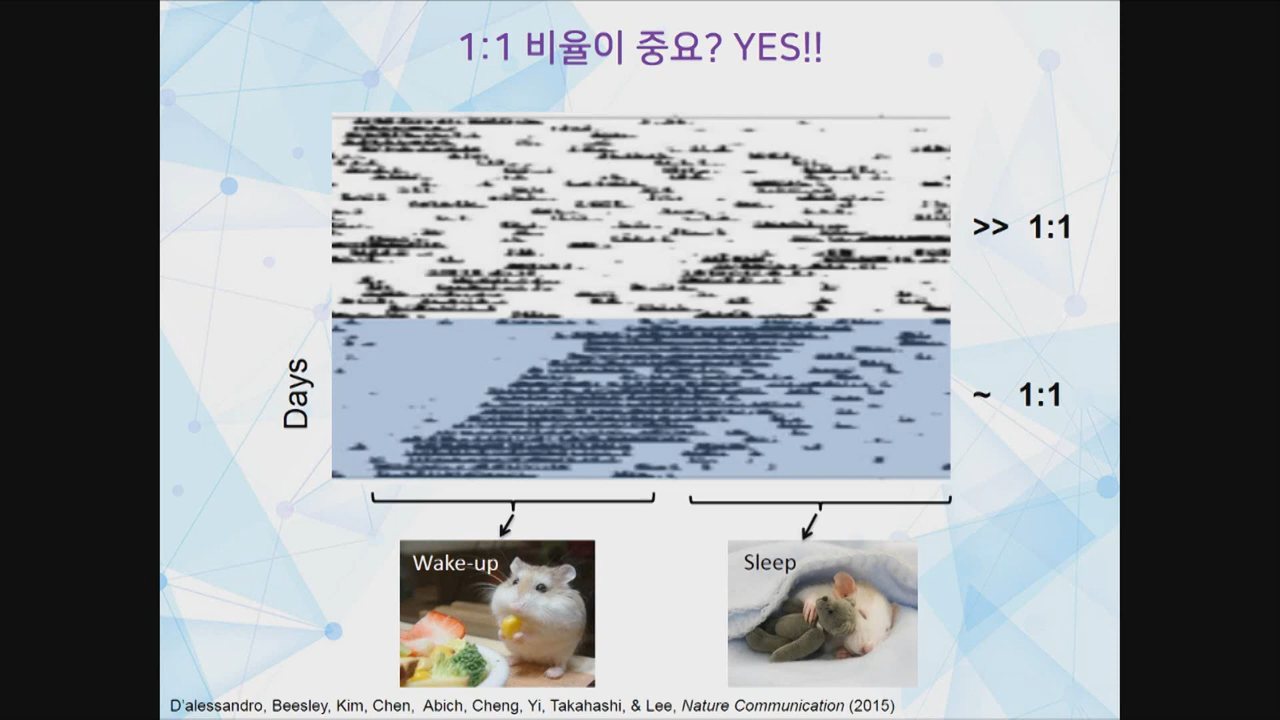 1:1 비율이 중요? YES!!
>> 1:1
Days
~ 1:1
Wake-up
Sleep
D'alessandro, Beesley, Kim, Chen, Abich, Cheng, Yi, Takahashi, & Lee, Nature Communication (2015)